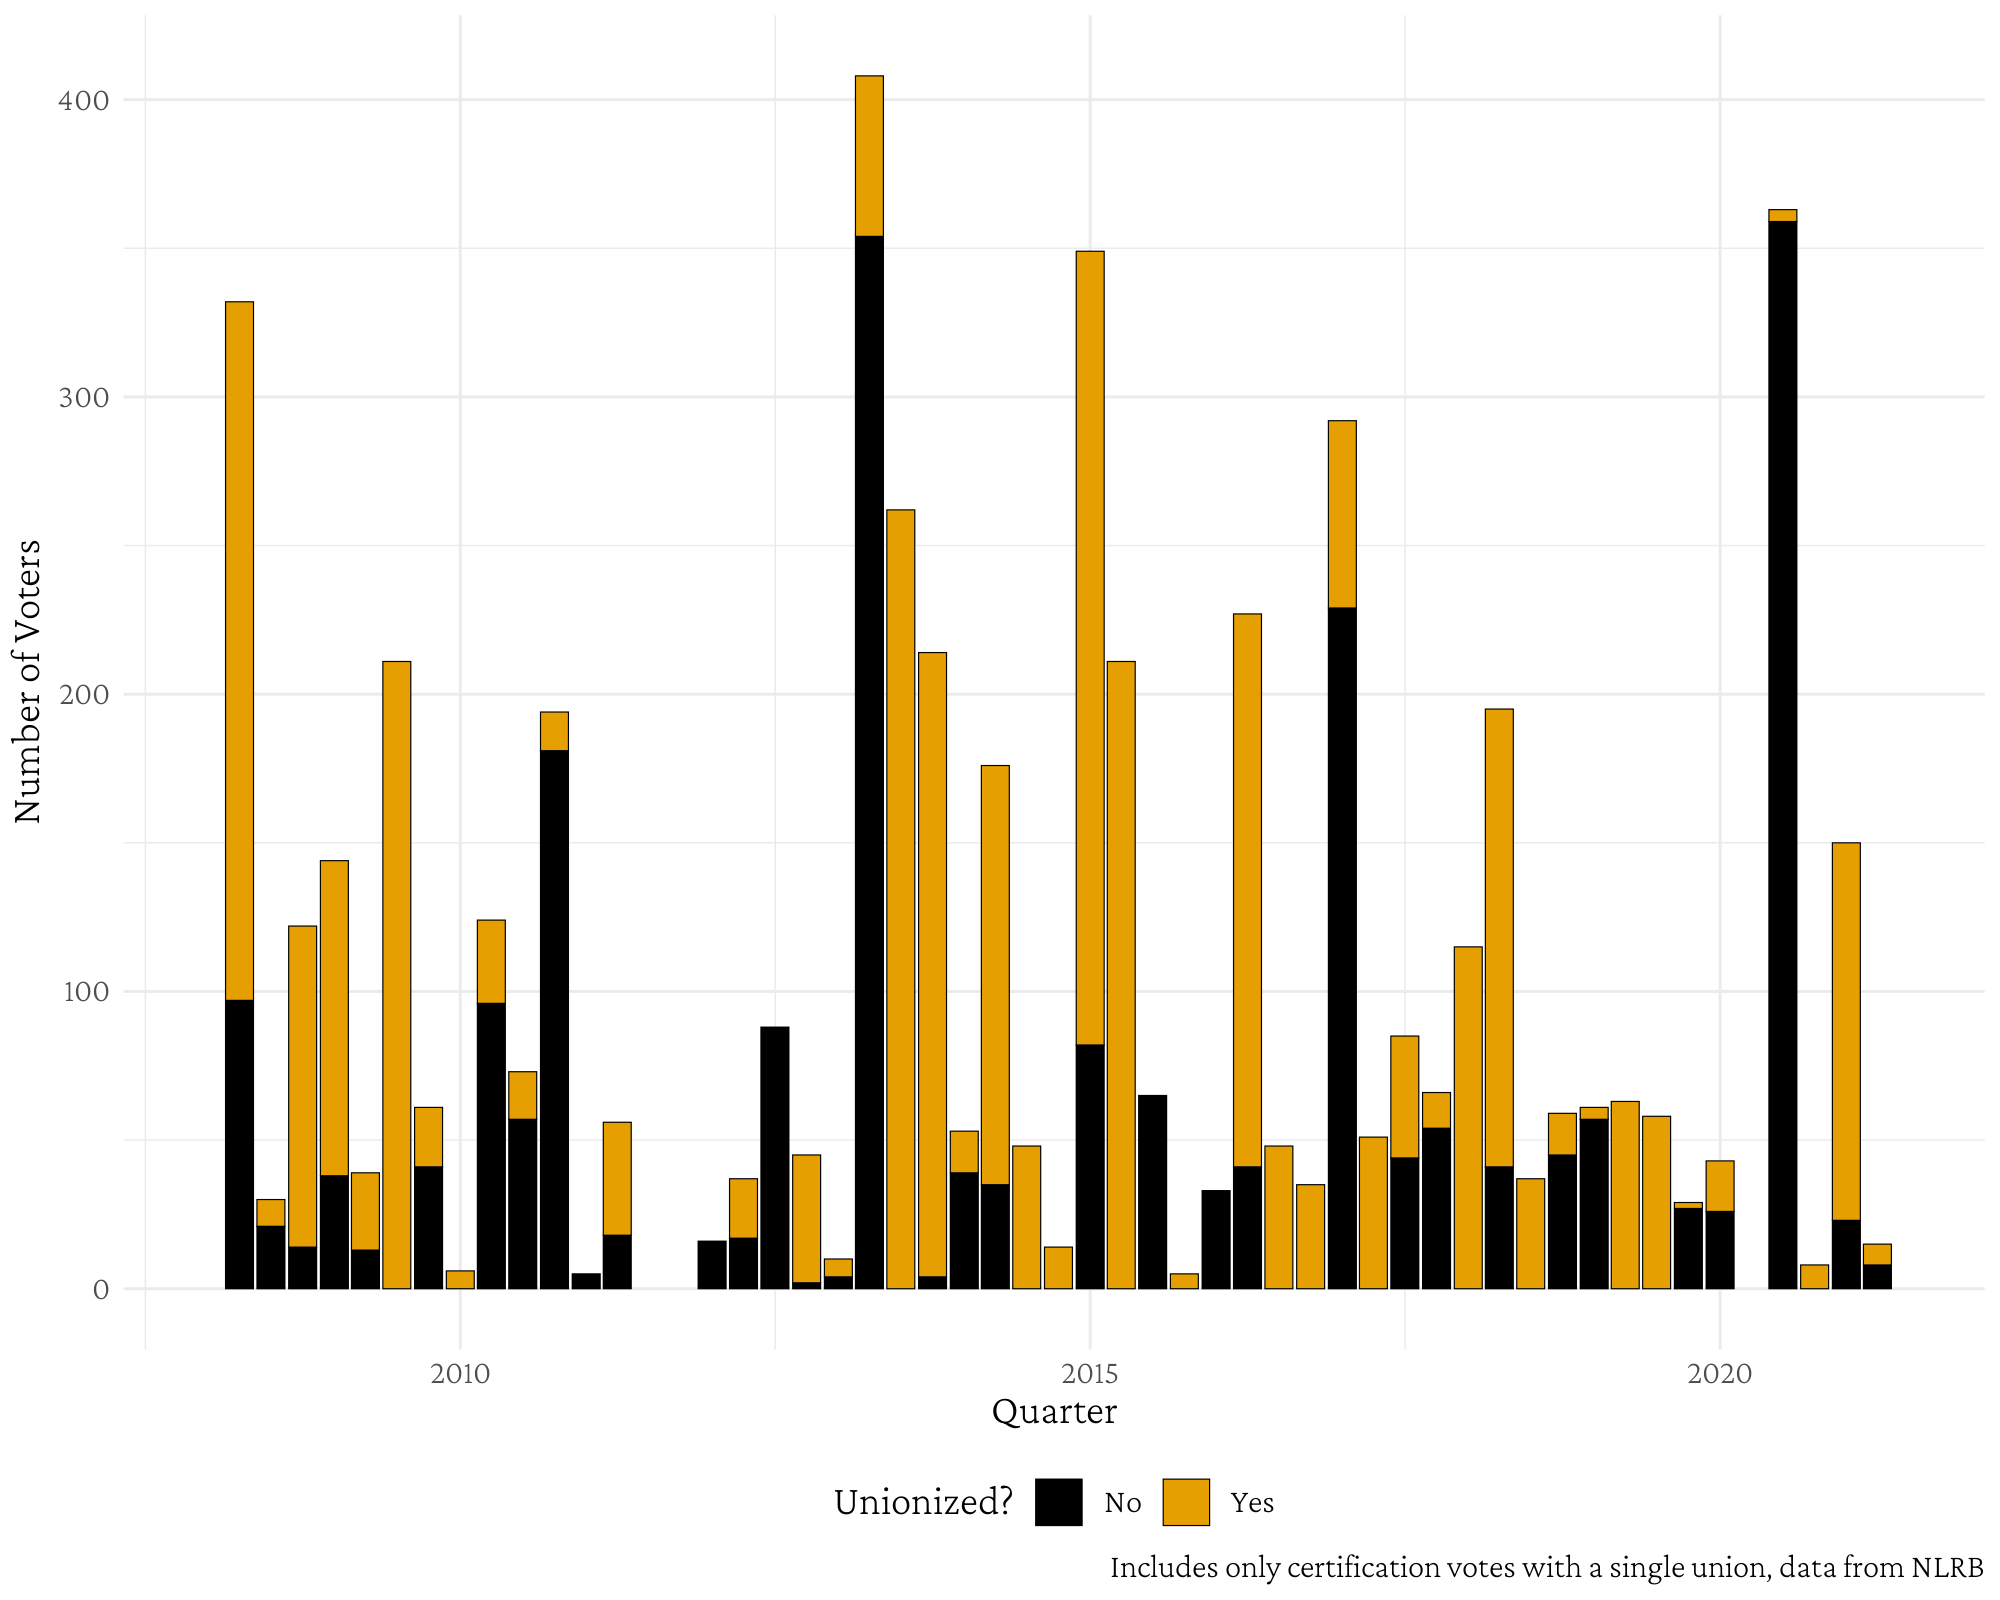 400
300
200
100
0
Number of Voters
2010 2015 2020
Quarter
Unionized? No Yes
Includes only certification votes with a single union, data from NLRB